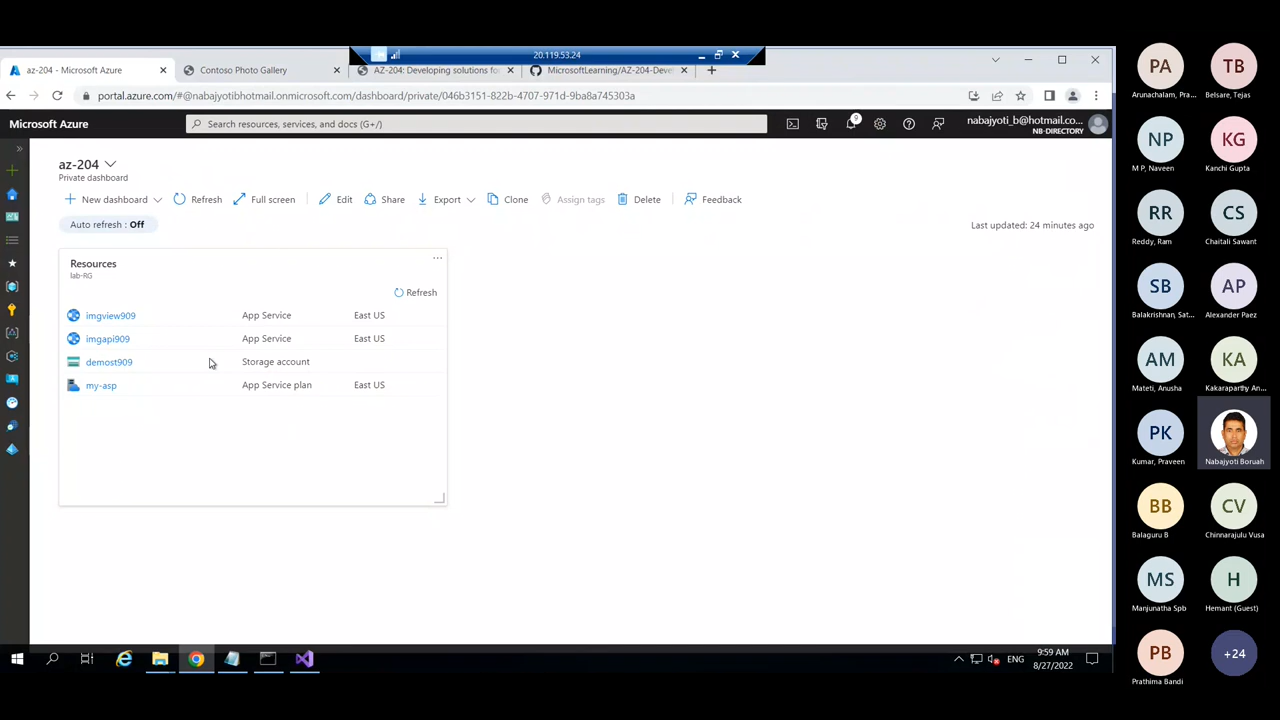 20.119.53.24
az-204 - Microsoft Azure
Contoso Photo Gallery
AZ-204: Developing solutions fo
MicrosoftLearning/AZ-204-Deve
portal.azure.com/#@nabajyotibhotmail.onmicrosoft.com/dashboard/private/046b3151-822b-4707-971d-9ba8a745303a
Microsoft Azure
Search resources, services, and docs (G+/)
9
nabajyoti_b@hotmail.co...
NB-DIRECTORY
az-204
Private dashboard
New dashboard
Refresh
Full screen
Edit
Share
Export
Clone
Assign tags
Delete
Feedback
Auto refresh : Off
Last updated: 24 minutes ago
Resources
lab-RG
Refresh
imgview909 App Service East US
imgapi909 App Service East US
demost909 Storage account
my-asp App Service plan East US
ENG
9:59 AM
8/27/2022
PA
Arunachalam, Pra...
TB
Belsare, Tejas
NP
M P, Naveen
KG
Kanchi Gupta
RR
Reddy, Ram
CS
Chaitali Sawant
SB
Balakrishnan, Sat...
AP
Alexander Paez
AM
Mateti, Anusha
KA
Kakaraparthy An...
PK
Kumar, Praveen
Nabajyoti Boruah
BB
Balaguru B
CV
Chinnarajulu Vusa
MS
Manjunatha Spb
H
Hemant (Guest)
PB
Prathima Bandi
+24